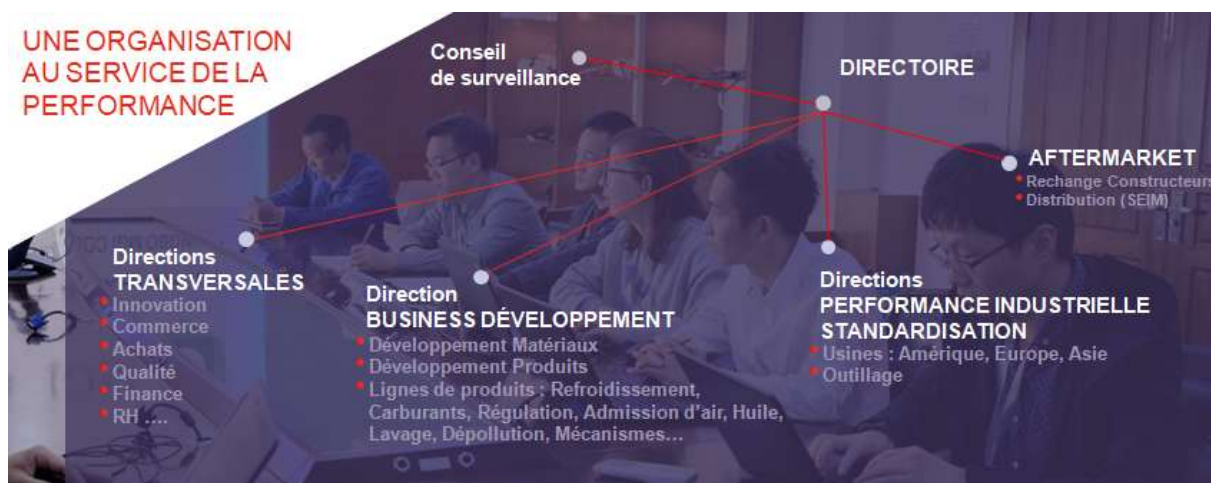 UNE ORGANISATION
AU SERVICE DE LA
PERFORMANCE
Conseil
de surveillance
DIRECTOIRE
AFTERMARKET
Rechange Constructeurs
Distribution (SEIM)
Directions
TRANSVERSALES
Innovation
Commerce
Achats
Qualité
Finance
RH ....
Direction
BUSINESS DÉVELOPPEMENT
Développement Matériaux
Développement Produits
Lignes de produits : Refroidissement,
Carburants, Régulation, Admission d'air, Huile,
Lavage, Dépollution, Mécanismes...
Directions
PERFORMANCE INDUSTRIELLE
STANDARDISATION
Usines : Amérique, Europe, Asie
Outillage